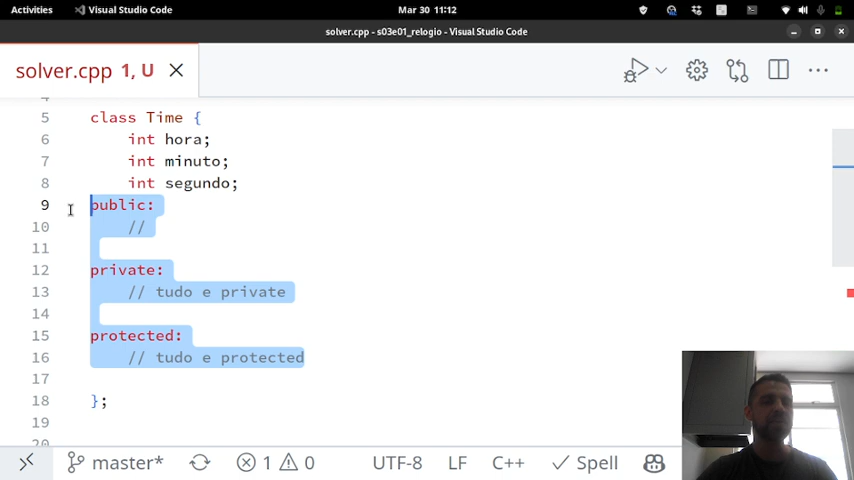 Activities Visual Studio Code Mar 30 11:12
solver.cpp - s03e01_relogio - Visual Studio Code
solver.cpp 1, U
4
5 class Time {
6 int hora;
7 int minuto;
8 int segundo;
9 public:
10 //
11
12 private:
13 // tudo e private
14
15 protected:
16 // tudo e protected
17
18 };
19
20
master* 1 0 UTF-8 LF C++ Spell